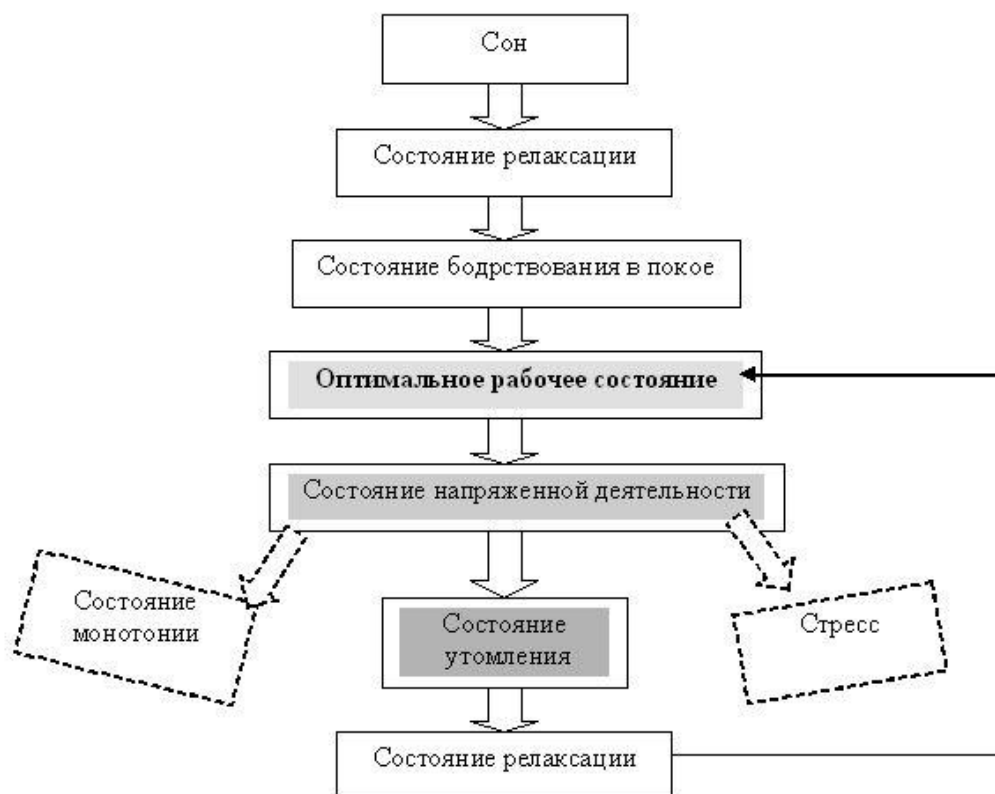 Сон
Состояние релаксации
Состояние бодрствования в покое
Оптимальное рабочее состояние
Состояние напряженной деятельности
Состояние
монотонии
Состояние
утомления
Стресс
Состояние релаксации